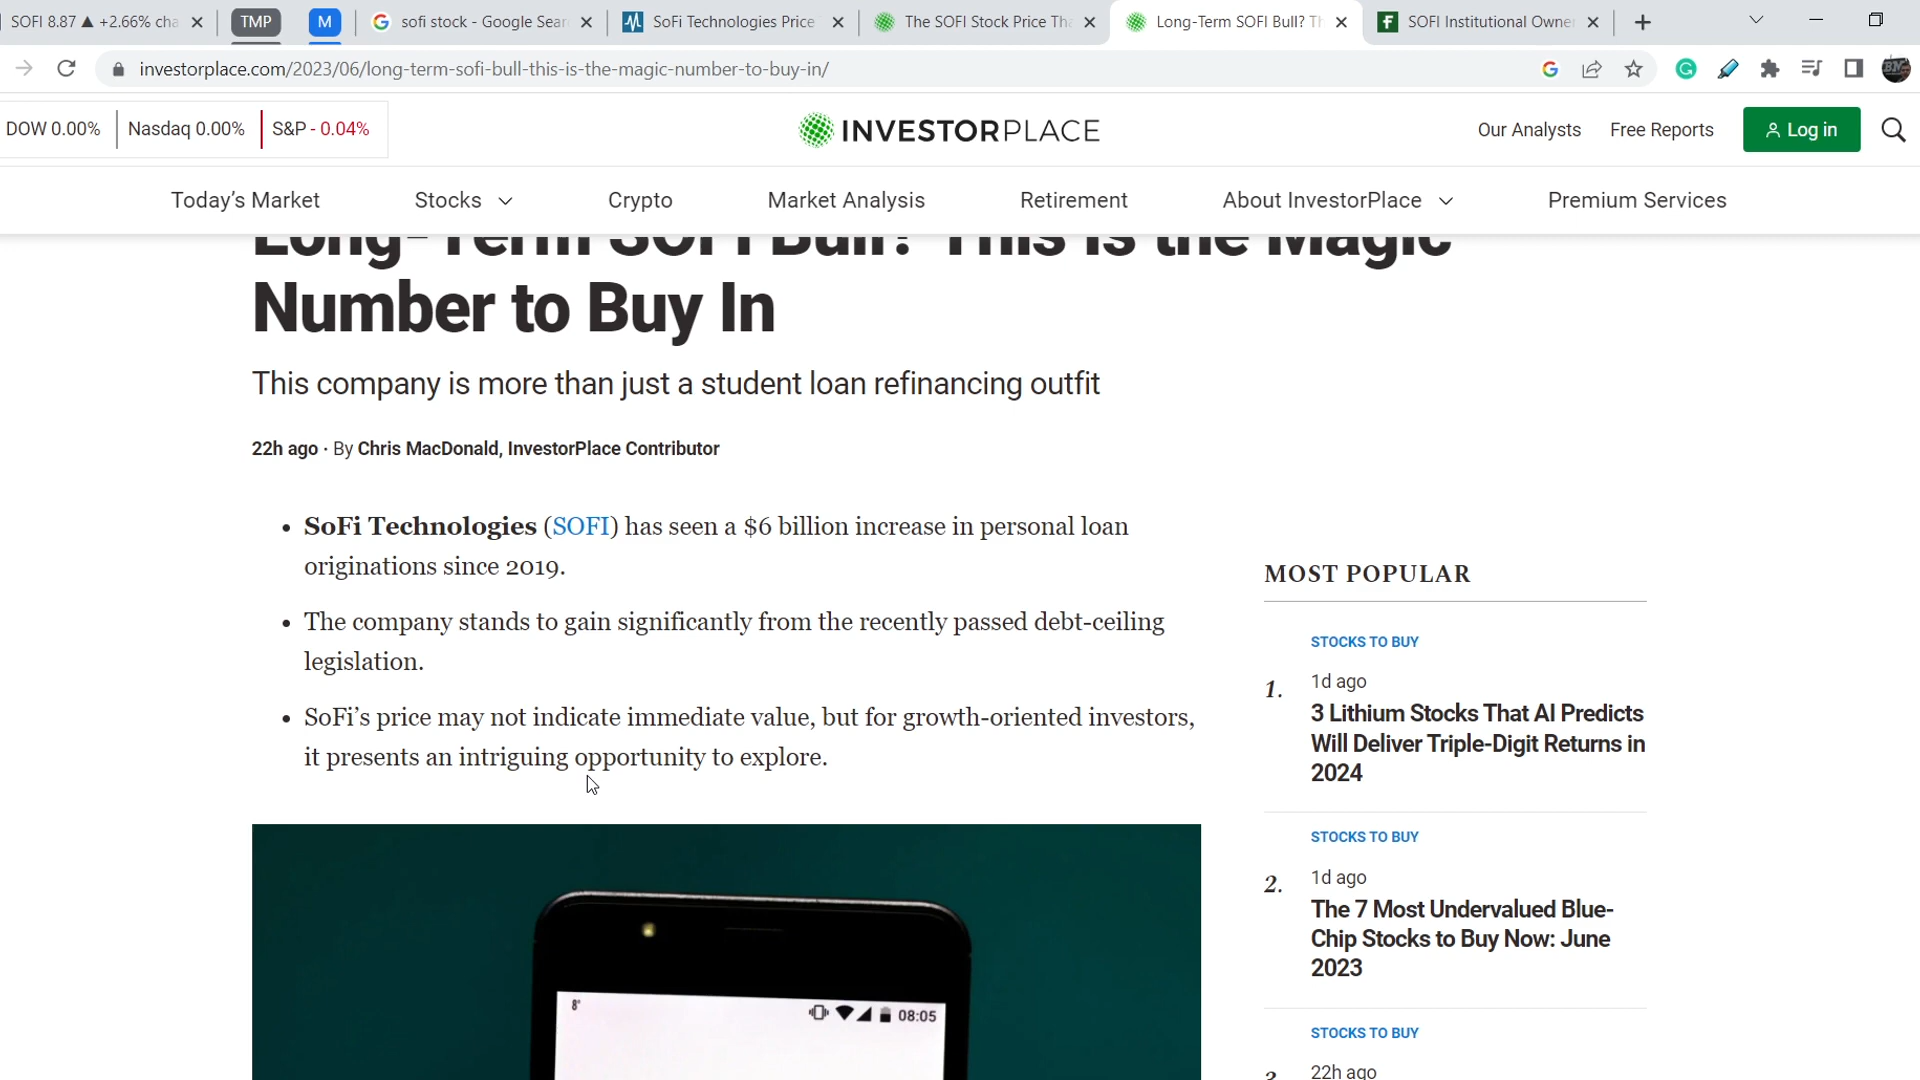 SOFI 8.87 ▲ +2.66% cha
TMP
M
sofi stock - Google Sear
SoFi Technologies Price
The SOFI Stock Price Tha
Long-Term SOFI Bull? Th
SOFI Institutional Owne
investorplace.com/2023/06/long-term-sofi-bull-this-is-the-magic-number-to-buy-in/
DOW 0.00%
Nasdaq 0.00%
S&P - 0.04%
INVESTORPLACE
Our Analysts
Free Reports
Log in
Today's Market
Stocks
Crypto
Market Analysis
Retirement
About InvestorPlace
Premium Services
Long-Term SOFI Bull? This Is the Magic
Number to Buy In
This company is more than just a student loan refinancing outfit
22h ago · By Chris MacDonald, InvestorPlace Contributor
• SoFi Technologies (SOFI) has seen a $6 billion increase in personal loan
originations since 2019.
• The company stands to gain significantly from the recently passed debt-ceiling
legislation.
• SoFi's price may not indicate immediate value, but for growth-oriented investors,
it presents an intriguing opportunity to explore.
08:05
MOST POPULAR
STOCKS TO BUY
1.
1d ago
3 Lithium Stocks That AI Predicts
Will Deliver Triple-Digit Returns in
2024
STOCKS TO BUY
2.
1d ago
The 7 Most Undervalued Blue-
Chip Stocks to Buy Now: June
2023
STOCKS TO BUY
22h ago